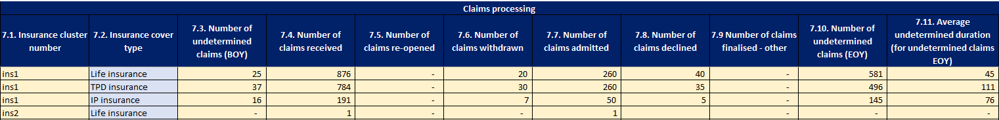 Claims processing
7.1. Insurance cluster number 7.2. Insurance cover type 7.3. Number of undetermined claims (BOY) 7.4. Number of claims received 7.5. Number of claims re-opened 7.6. Number of claims withdrawn 7.7. Number of claims admitted 7.8. Number of claims declined 7.9 Number of claims finalised - other 7.10. Number of undetermined claims (EOY) 7.11. Average undetermined duration (for undetermined claims EOY)
ins1 Life insurance 25 876 - 20 260 40 - 581 45
ins1 TPD insurance 37 784 - 30 260 35 - 496 111
ins1 IP insurance 16 191 - 7 50 5 - 145 76
ins2 Life insurance - 1 - - 1 - - - -